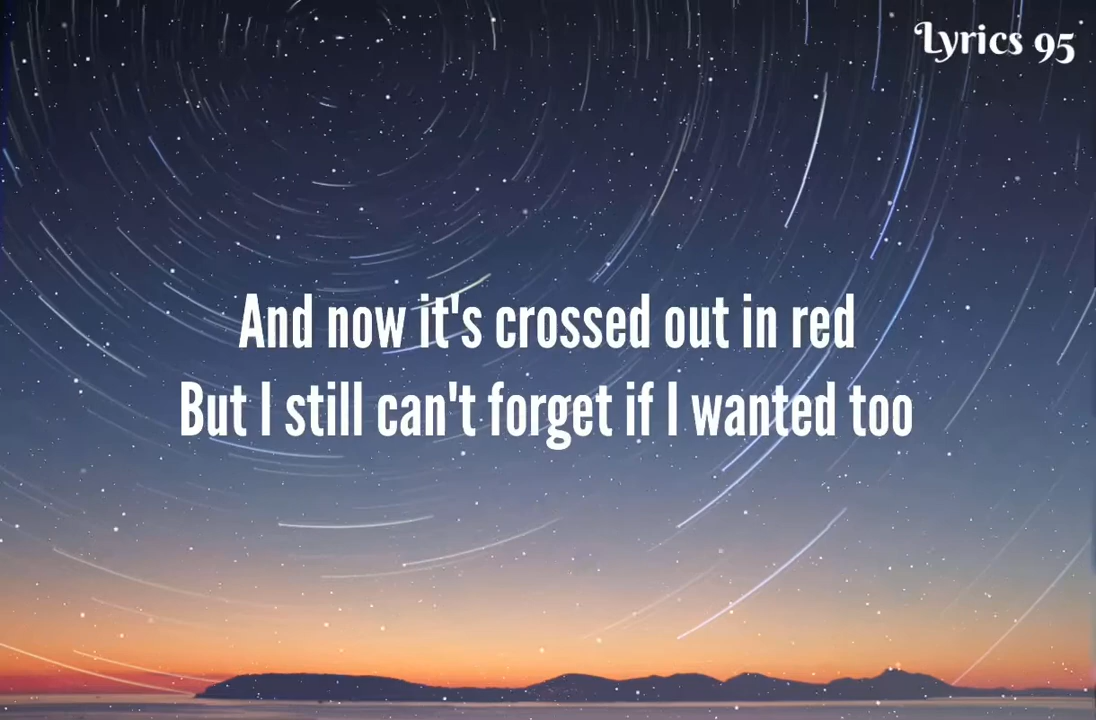 Lyrics 95
And now it's crossed out in red
But I still can't forget if I wanted too